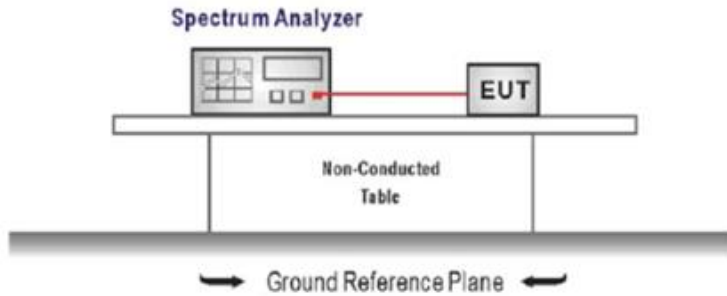 Spectrum Analyzer
EUT
Non-Conducted
Table
Ground Reference Plane